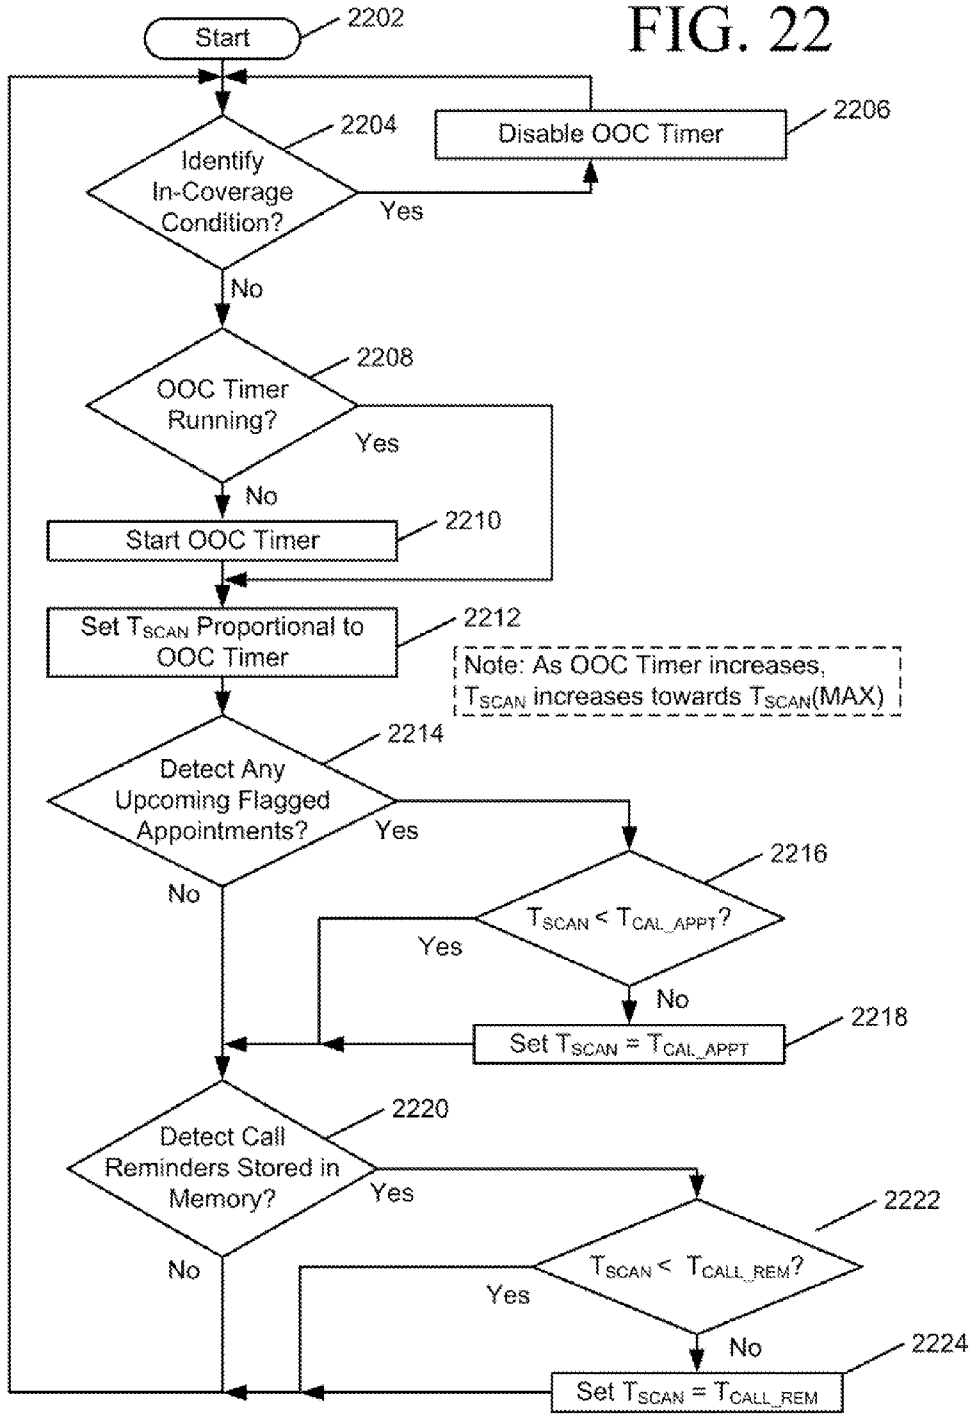 FIG. 22
Start
2202
2204
Identify
In-Coverage
Condition?
Yes
Disable OOC Timer
2206
No
2208
OOC Timer
Running?
Yes
No
2210
Start OOC Timer
2212
Set TSCAN Proportional to
OOC Timer
Note: As OOC Timer increases,
TSCAN increases towards TSCAN(MAX)
2214
Detect Any
Upcoming Flagged
Appointments?
Yes
No
2216
TSCAN < TCAL_APPT?
Yes
No
2218
Set TSCAN = TCAL_APPT
2220
Detect Call
Reminders Stored in
Memory?
Yes
No
2222
TSCAN < TCALL_REM?
Yes
No
2224
Set TSCAN = TCALL_REM